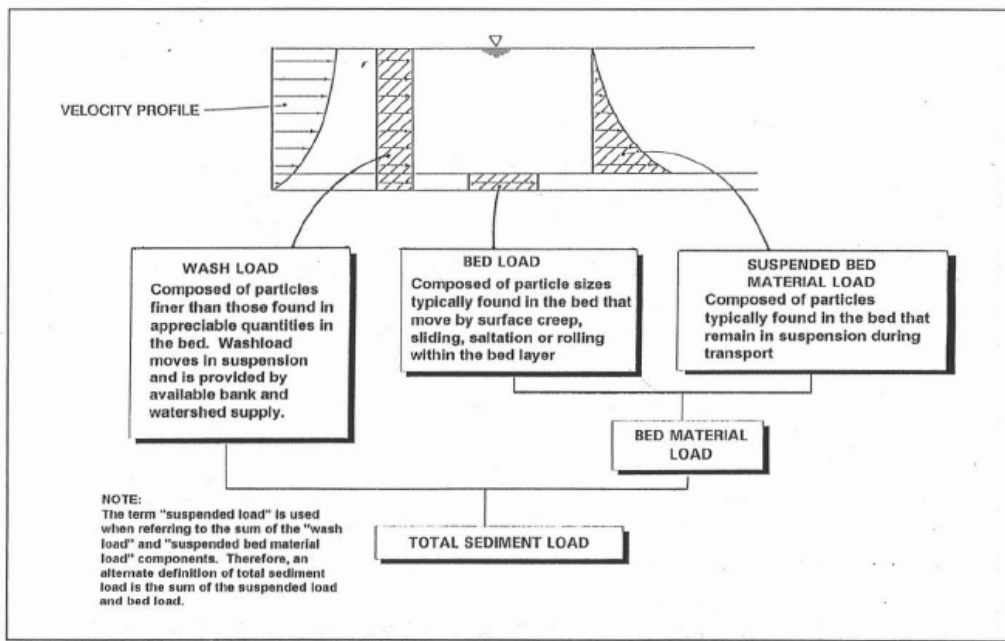 VELOCITY PROFILE
WASH LOAD
Composed of particles
finer than those found in
appreciable quantities in
the bed. Washload
moves in suspension
and is provided by
available bank and
watershed supply.
BED LOAD
Composed of particle sizes
typically found in the bed that
move by surface creep,
sliding, saltation or rolling
within the bed layer
SUSPENDED BED
MATERIAL LOAD
Composed of particles
typically found in the bed that
remain in suspension during
transport
BED MATERIAL
LOAD
NOTE:
The term "suspended load" is used
when referring to the sum of the "wash
load" and "suspended bed material
load" components. Therefore, an
alternate definition of total sediment
load is the sum of the suspended load
and bed load.
TOTAL SEDIMENT LOAD